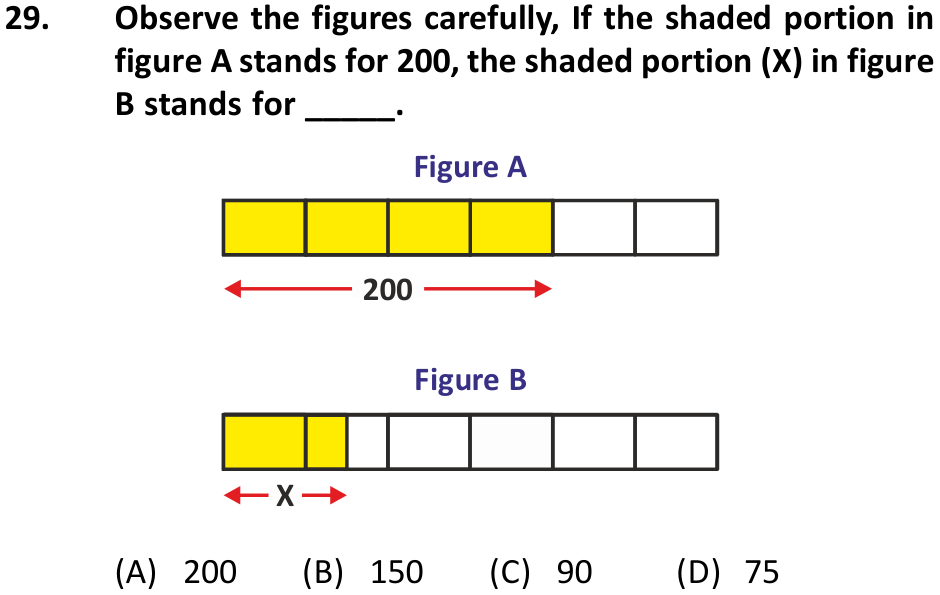 29. Observe the figures carefully, If the shaded portion in
figure A stands for 200, the shaded portion (X) in figure
B stands for _____.
Figure A
200
Figure B
X
(A) 200 (B) 150 (C) 90 (D) 75